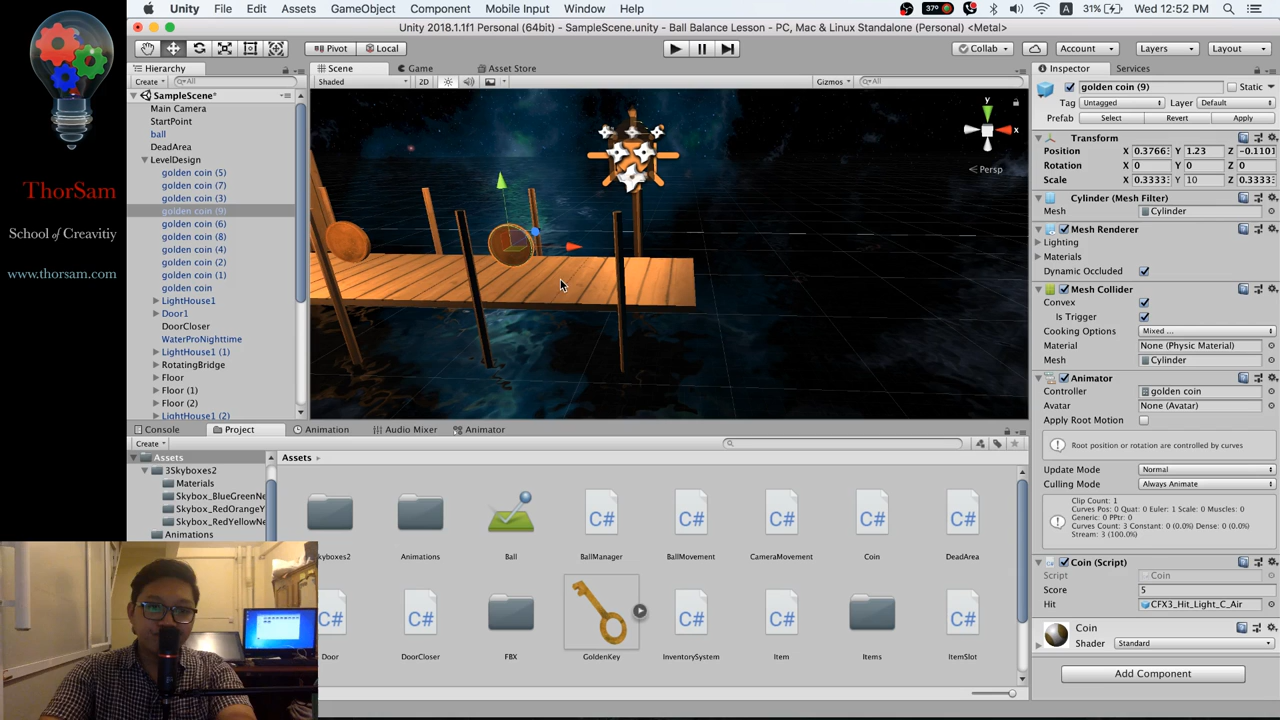 Unity File Edit Assets GameObject Component Mobile Input Window Help
37° A 31% Wed 12:52 PM
Unity 2018.1.1f1 Personal (64bit) - SampleScene.unity - Ball Balance Lesson - PC, Mac & Linux Standalone (Personal) <Metal>
Pivot Local Collab Account Layers Layout
Hierarchy Scene Game Asset Store Inspector Services
Create All Shaded 2D Gizmos All
SampleScene*
Main Camera
StartPoint
ball
DeadArea
LevelDesign
golden coin (5)
golden coin (7)
golden coin (3)
golden coin (9)
golden coin (6)
golden coin (8)
golden coin (4)
golden coin (2)
golden coin (1)
golden coin
LightHouse1
Door1
DoorCloser
WaterProNighttime
LightHouse1 (1)
RotatingBridge
Floor
Floor (1)
Floor (2)
LightHouse1 (2)
y
x
Persp
golden coin (9) Static
Tag Untagged Layer Default
Prefab Select Revert Apply
Transform
Position X 0.3766 Y 1.23 Z -0.1101
Rotation X 0 Y 0 Z 0
Scale X 0.3333 Y 10 Z 0.3333
Cylinder (Mesh Filter)
Mesh Cylinder
Mesh Renderer
Lighting
Materials
Dynamic Occluded
Mesh Collider
Convex
Is Trigger
Cooking Options Mixed ...
Material None (Physic Material)
Mesh Cylinder
Animator
Controller golden coin
Avatar None (Avatar)
Apply Root Motion
Root position or rotation are controlled by curves
Update Mode Normal
Culling Mode Always Animate
Clip Count: 1
Curves Pos: 0 Quat: 0 Euler: 1 Scale: 0 Muscles: 0
Generic: 0 PPtr: 0
Curves Count: 3 Constant: 0 (0.0%) Dense: 0 (0.0%)
Stream: 3 (100.0%)
Coin (Script)
Script Coin
Score 5
Hit CFX3_Hit_Light_C_Air
Coin
Shader Standard
Add Component
Console Project Animation Audio Mixer Animator
Create
Assets
3Skyboxes2
Materials
Skybox_BlueGreenNe
Skybox_RedOrangeY
Skybox_RedYellowNe
Animations
Assets
C# C# C# C# C#
kyboxes2 Animations Ball BallManager BallMovement CameraMovement Coin DeadArea
C# C# C# C# C#
Door DoorCloser FBX GoldenKey InventorySystem Item Items ItemSlot
ThorSam
School of Creavitiy
www.thorsam.com